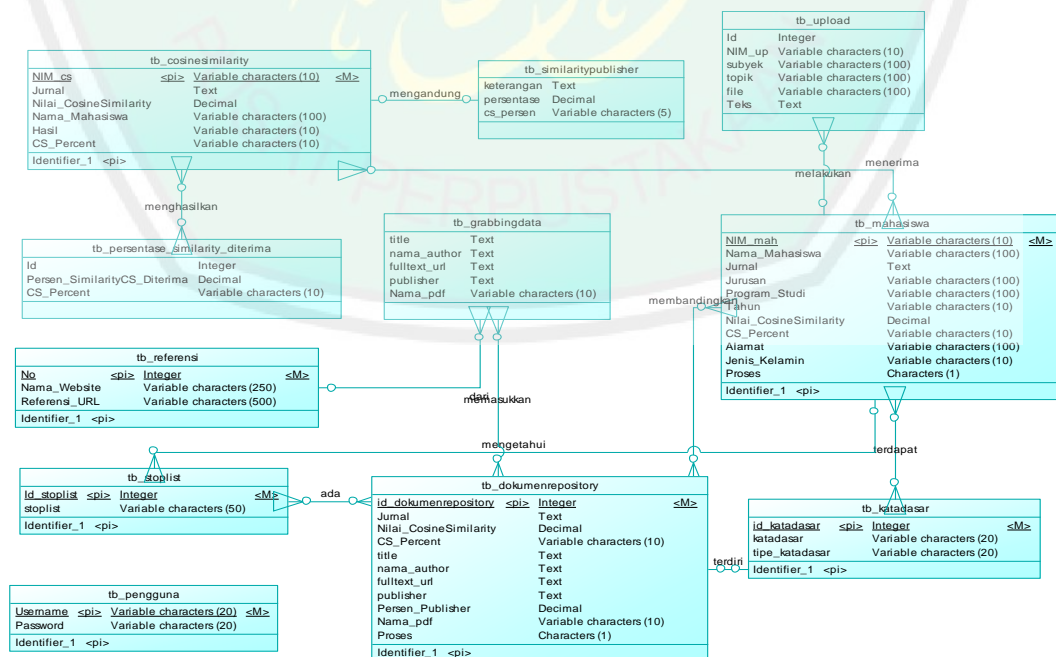 PUSAT PERPUSTAKAAN
tb_cosinesimilarity
NIM_cs <pi> Variable characters (10) <M>
Jurnal Text
Nilai_CosineSimilarity Decimal
Nama_Mahasiswa Variable characters (100)
Hasil Variable characters (10)
CS_Percent Variable characters (10)
Identifier_1 <pi>
mengandung
tb_similaritypublisher
keterangan Text
persentase Decimal
cs_persen Variable characters (5)
tb_upload
Id Integer
NIM_up Variable characters (10)
subyek Variable characters (100)
topik Variable characters (100)
file Variable characters (100)
Teks Text
menerima
melakukan
menghasilkan
tb_persentase_similarity_diterima
Id Integer
Persen_SimilarityCS_Diterima Decimal
CS_Percent Variable characters (10)
tb_grabbingdata
title Text
nama_author Text
fulltext_url Text
publisher Text
Nama_pdf Variable characters (10)
tb_mahasiswa
NIM_mah <pi> Variable characters (10) <M>
Nama_Mahasiswa Variable characters (100)
Jurnal Text
Jurusan Variable characters (100)
Program_Studi Variable characters (100)
Tahun Variable characters (10)
Nilai_CosineSimilarity Decimal
CS_Percent Variable characters (10)
Alamat Variable characters (100)
Jenis_Kelamin Variable characters (10)
Proses Characters (1)
Identifier_1 <pi>
membandingkan
tb_referensi
No <pi> Integer <M>
Nama_Website Variable characters (250)
Referensi_URL Variable characters (500)
Identifier_1 <pi>
dari
memasukkan
mengetahui
terdapat
tb_stoplist
Id_stoplist <pi> Integer <M>
stoplist Variable characters (50)
Identifier_1 <pi>
ada
tb_dokumenrepository
id_dokumenrepository <pi> Integer <M>
Jurnal Text
Nilai_CosineSimilarity Decimal
CS_Percent Variable characters (10)
title Text
nama_author Text
fulltext_url Text
publisher Text
Persen_Publisher Decimal
Nama_pdf Variable characters (10)
Proses Characters (1)
Identifier_1 <pi>
terdiri
tb_katadasar
id_katadasar <pi> Integer <M>
katadasar Variable characters (20)
tipe_katadasar Variable characters (20)
Identifier_1 <pi>
tb_pengguna
Username <pi> Variable characters (20) <M>
Password Variable characters (20)
Identifier_1 <pi>